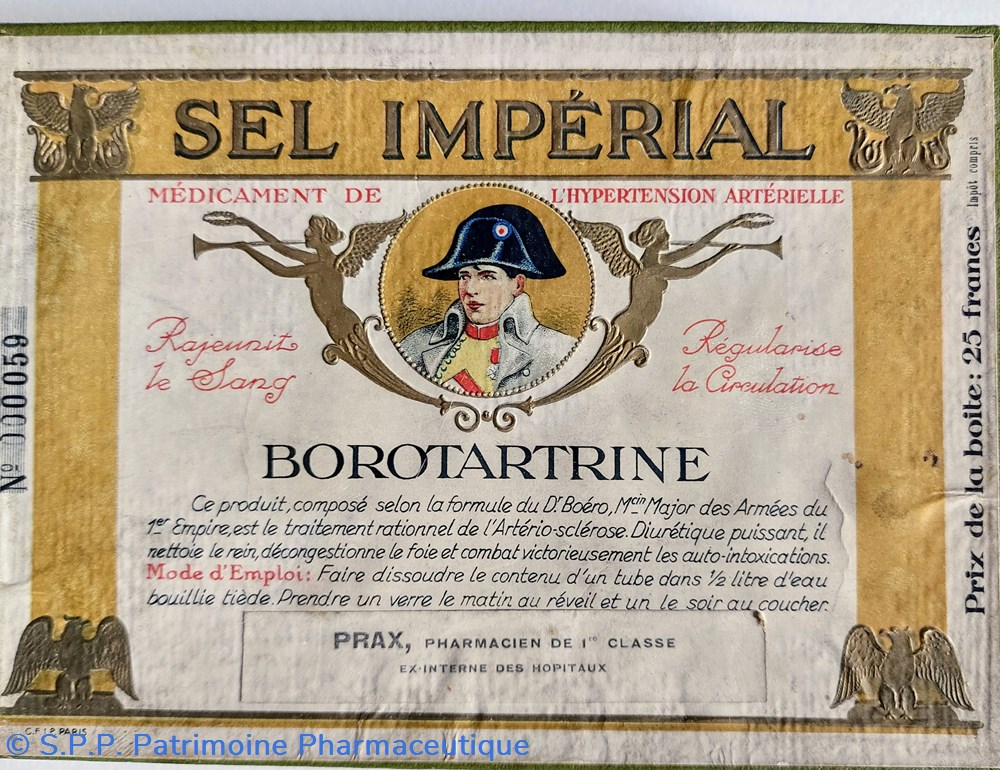 SEL IMPÉRIAL
MÉDICAMENT DE L'HYPERTENSION ARTÉRIELLE
Rajeunit
le Sang
Régularise
la Circulation
BOROTARTRINE
Ce produit, composé selon la formule du Dr Boéro, Mcin Major des Armées du
1er Empire, est le traitement rationnel de l'Artério-sclérose. Diurétique puissant, il
nettoie le rein, décongestionne le foie et combat victorieusement les auto-intoxications.
Mode d'Emploi: Faire dissoudre le contenu d'un tube dans ½ litre d'eau
bouillie tiède. Prendre un verre le matin au réveil et un le soir au coucher.
PRAX, PHARMACIEN DE 1re CLASSE
EX-INTERNE DES HOPITAUX
No 000059
Prix de la boite: 25 francs Impôt compris
C.F.I.P. PARIS
© S.P.P. Patrimoine Pharmaceutique